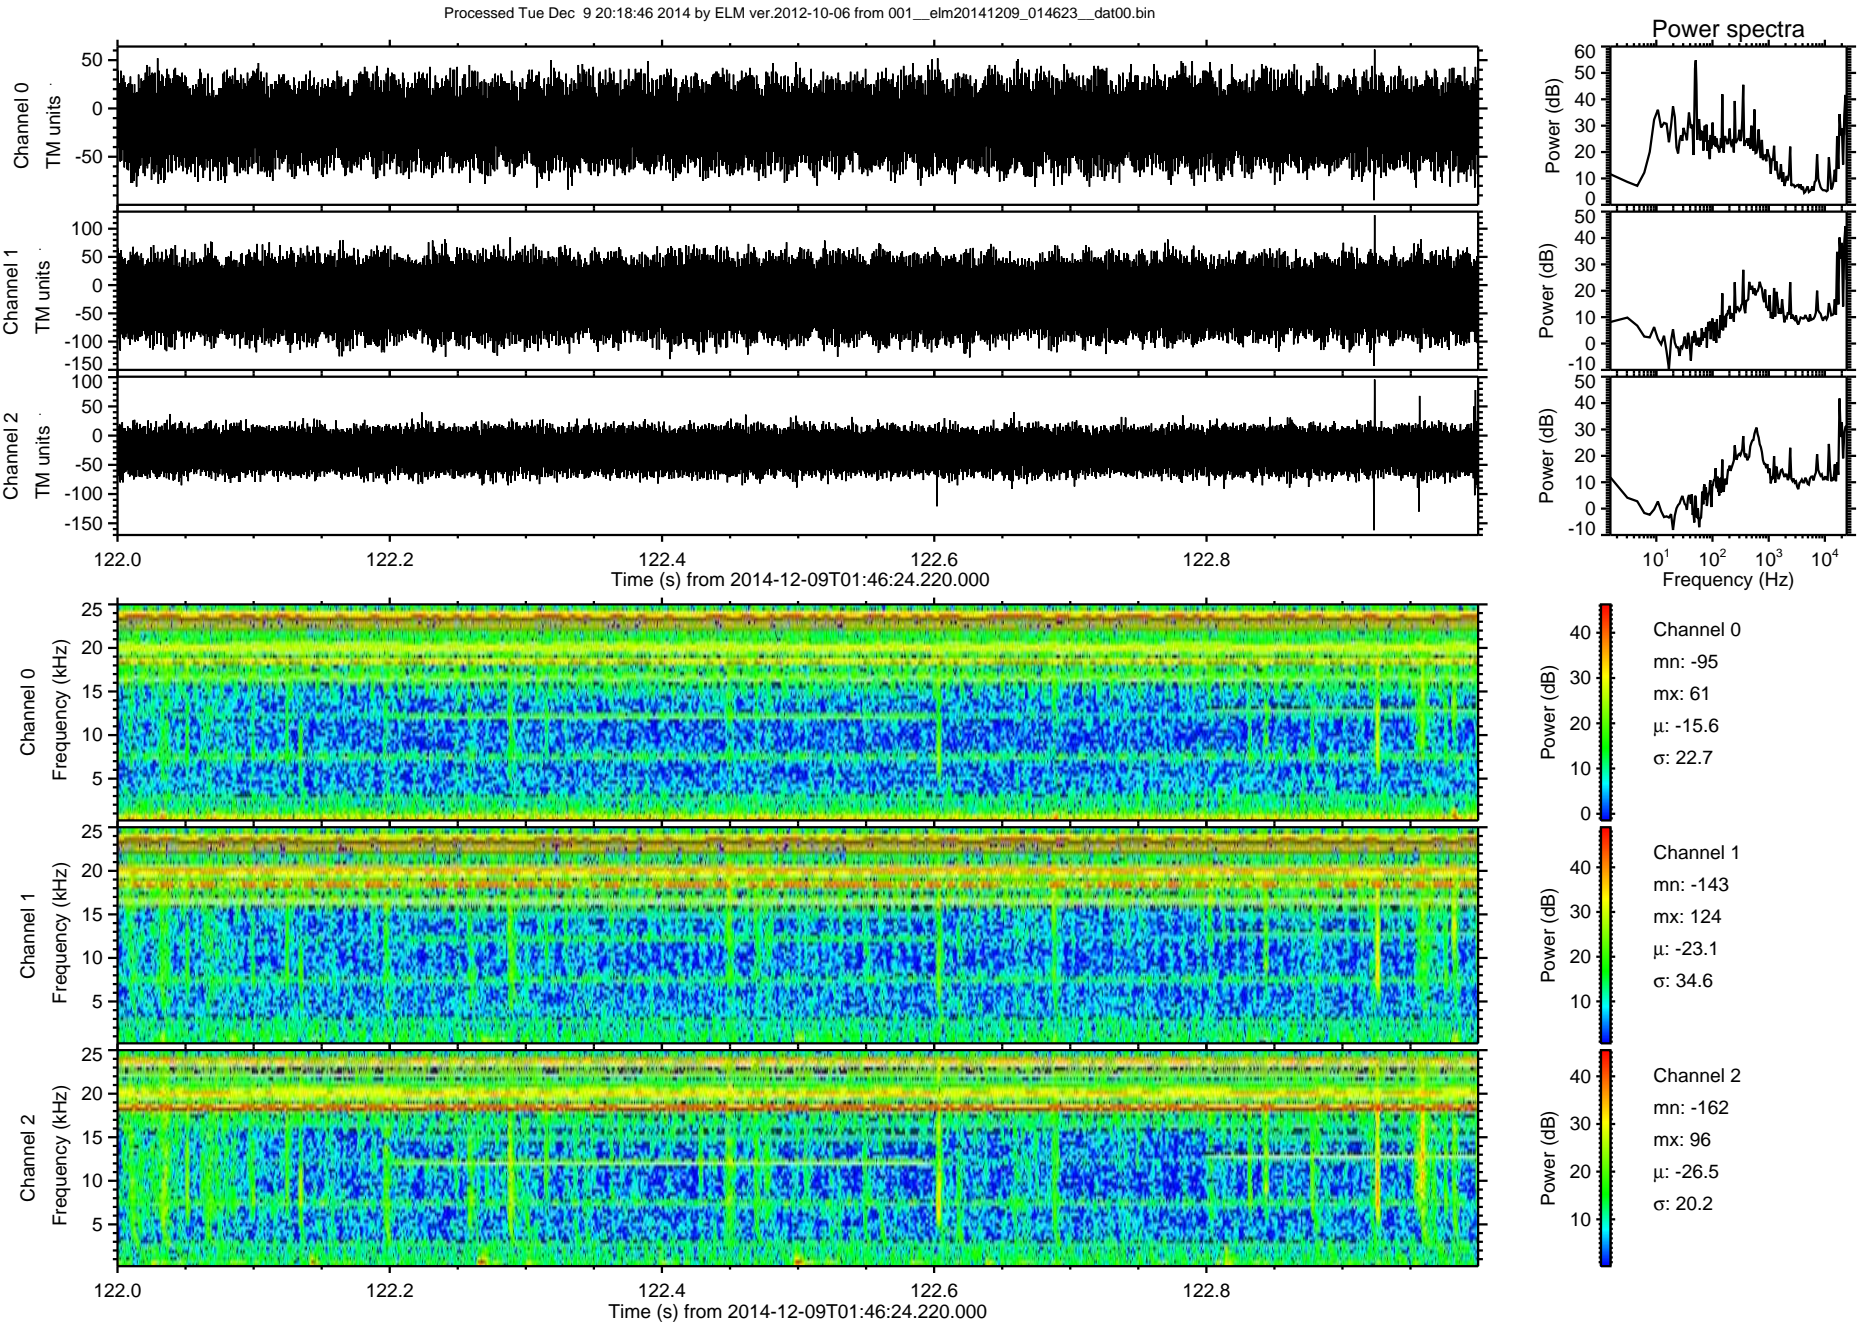 Processed Tue Dec  9 20:18:46 2014 by ELM ver.2012-10-06 from 001__elm20141209_014623__dat00.bin
Power spectra
Channel 0
TM units
50
0
-50
Power (dB)
60
50
40
30
20
10
0
Channel 1
TM units
100
50
0
-50
-100
-150
Power (dB)
50
40
30
20
10
0
-10
Channel 2
TM units
100
50
0
-50
-100
-150
Power (dB)
50
40
30
20
10
0
-10
122.0 122.2 122.4 122.6 122.8
Time (s) from 2014-12-09T01:46:24.220.000
10^1 10^2 10^3 10^4
Frequency (Hz)
Channel 0
Frequency (kHz)
25
20
15
10
5
Power (dB)
40
30
20
10
0
Channel 0
mn: -95
mx: 61
μ: -15.6
σ: 22.7
Channel 1
Frequency (kHz)
25
20
15
10
5
Power (dB)
40
30
20
10
Channel 1
mn: -143
mx: 124
μ: -23.1
σ: 34.6
Channel 2
Frequency (kHz)
25
20
15
10
5
Power (dB)
40
30
20
10
Channel 2
mn: -162
mx: 96
μ: -26.5
σ: 20.2
122.0 122.2 122.4 122.6 122.8
Time (s) from 2014-12-09T01:46:24.220.000